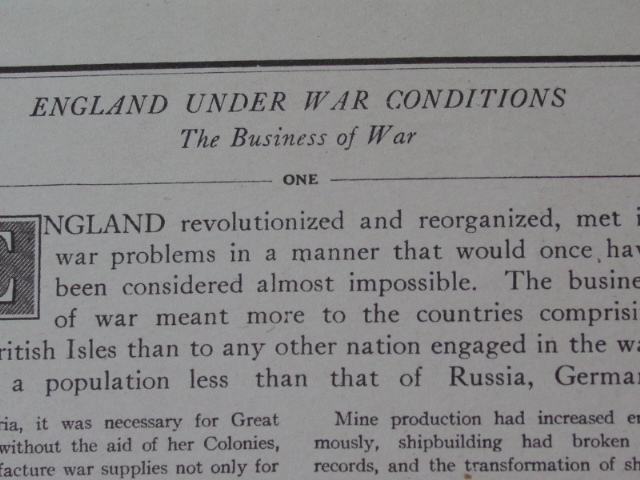 ENGLAND UNDER WAR CONDITIONS
The Business of War
ONE
ENGLAND revolutionized and reorganized, met i
war problems in a manner that would once hav
been considered almost impossible. The busine
of war meant more to the countries comprisi
ritish Isles than to any other nation engaged in the wa
a population less than that of Russia, German
ria, it was necessary for Great
without the aid of her Colonies,
facture war supplies not only for
Mine production had increased en
mously, shipbuilding had broken
records, and the transformation of sh